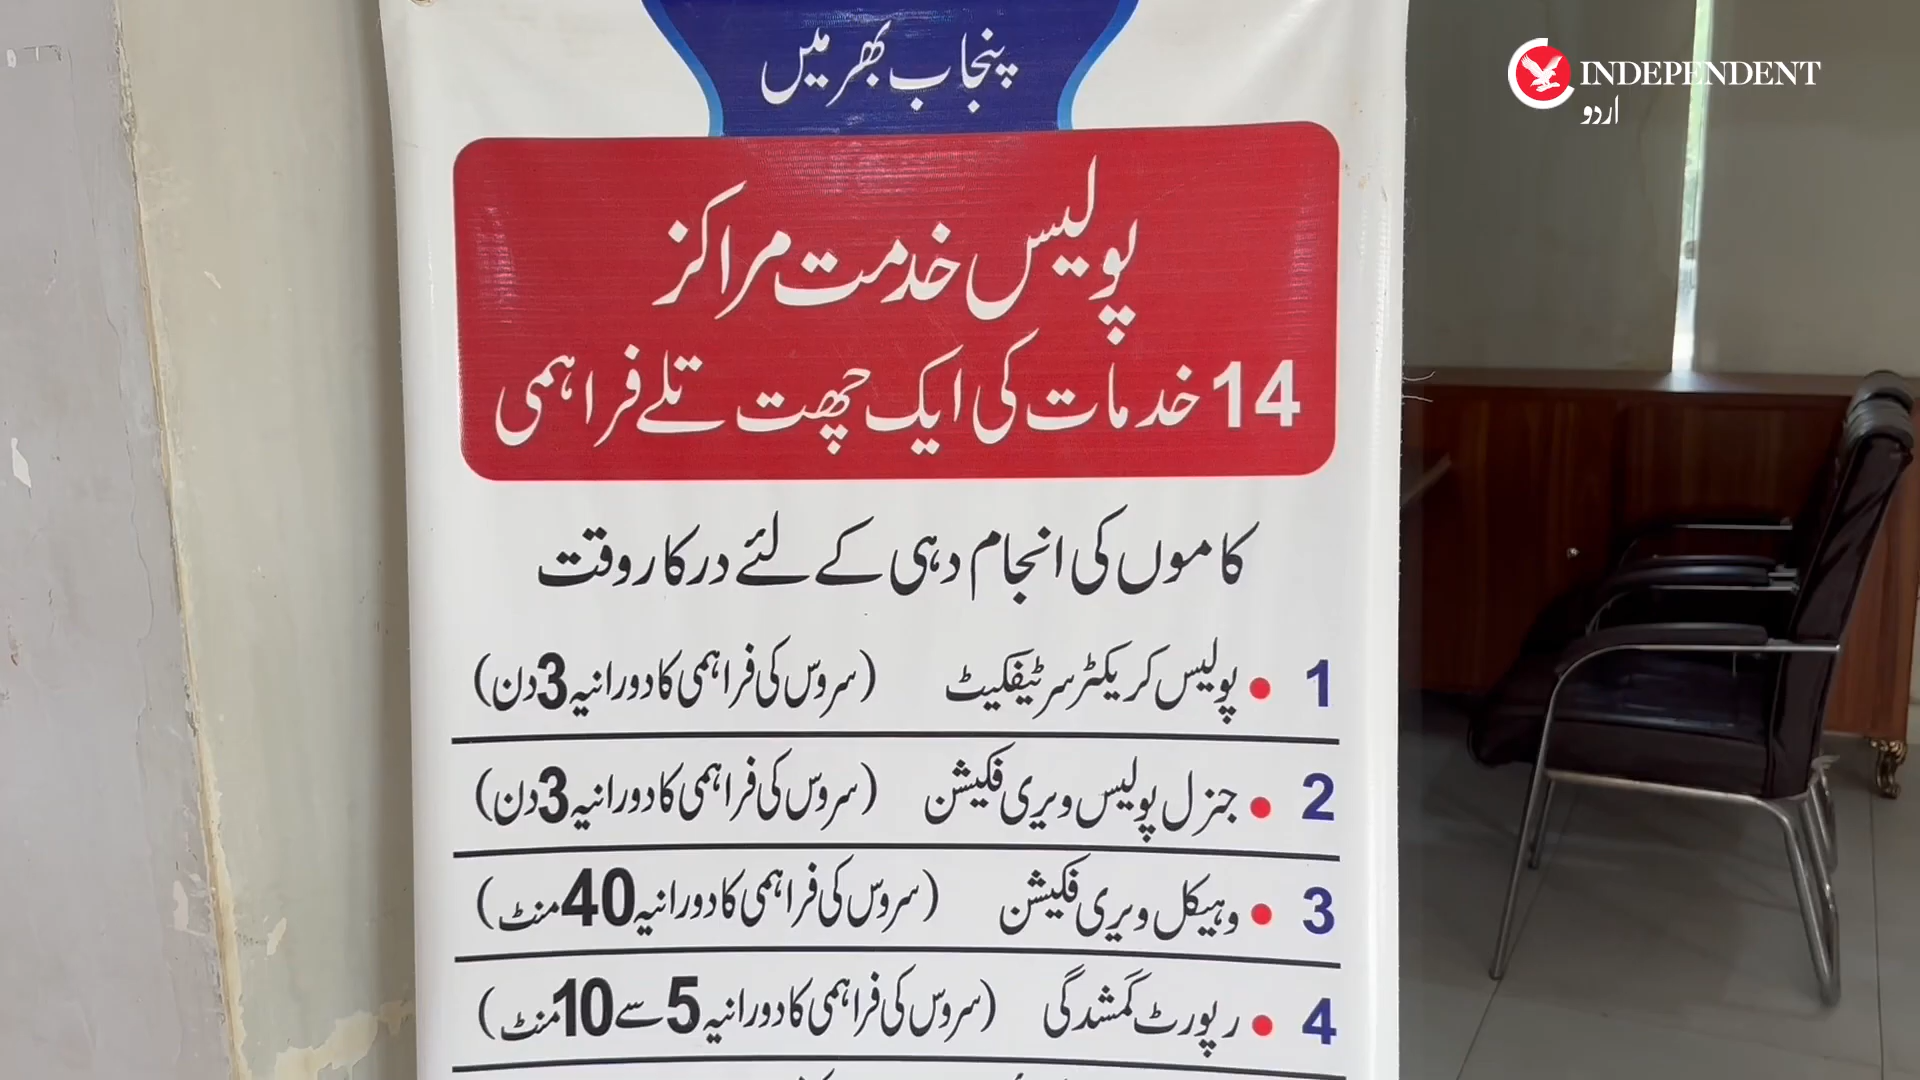 پنجاب بھر میں
INDEPENDENT
اردو
پولیس خدمت مراکز
14 خدمات کی ایک چھت تلے فراہمی
کاموں کی انجام دہی کے لئے درکار وقت
1 • پولیس کریکٹر سرٹیفکیٹ (سروس کی فراہمی کا دورانیہ 3 دن)
2 • جنرل پولیس ویری فکیشن (سروس کی فراہمی کا دورانیہ 3 دن)
3 • وہیکل ویری فکیشن (سروس کی فراہمی کا دورانیہ 40 منٹ)
4 • رپورٹ گمشدگی (سروس کی فراہمی کا دورانیہ 5 سے 10 منٹ)